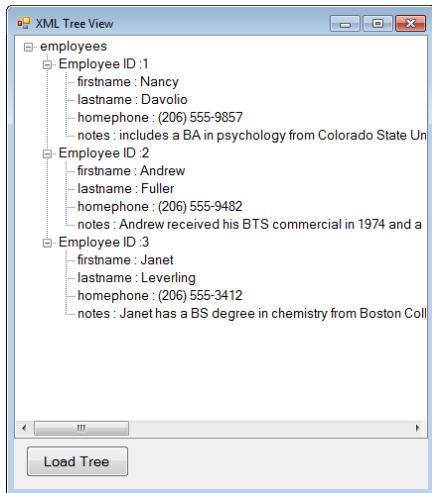 XML Tree View
employees
Employee ID :1
firstname : Nancy
lastname : Davolio
homephone : (206) 555-9857
notes : includes a BA in psychology from Colorado State Un
Employee ID :2
firstname : Andrew
lastname : Fuller
homephone : (206) 555-9482
notes : Andrew received his BTS commercial in 1974 and a
Employee ID :3
firstname : Janet
lastname : Leverling
homephone : (206) 555-3412
notes : Janet has a BS degree in chemistry from Boston Coll
Load Tree